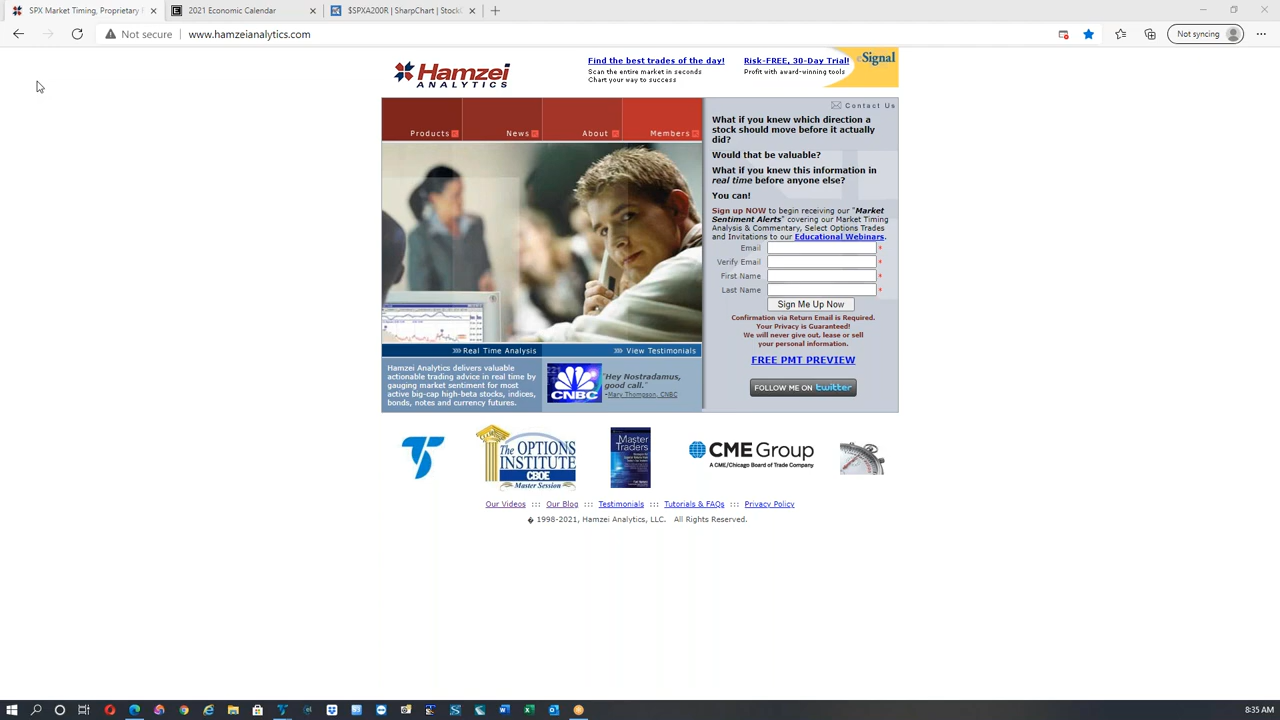 SPX Market Timing, Proprietary
2021 Economic Calendar
$SPXA200R | SharpChart | Stock
Not secure
www.hamzeianalytics.com
Not syncing
Hamzei
ANALYTICS
Find the best trades of the day!
Scan the entire market in seconds
Chart your way to success
Risk-FREE, 30-Day Trial!
Profit with award-winning tools
eSignal
Products
News
About
Members
Contact Us
What if you knew which direction a
stock should move before it actually
did?
Would that be valuable?
What if you knew this information in
real time before anyone else?
You can!
Sign up NOW to begin receiving our "Market
Sentiment Alerts" covering our Market Timing
Analysis & Commentary, Select Options Trades
and Invitations to our Educational Webinars.
Email *
Verify Email *
First Name *
Last Name *
Sign Me Up Now
Confirmation via Return Email is Required.
Your Privacy is Guaranteed!
We will never give out, lease or sell
your personal information.
FREE PMT PREVIEW
FOLLOW ME ON twitter
Real Time Analysis
View Testimonials
Hamzei Analytics delivers valuable
actionable trading advice in real time by
gauging market sentiment for most
active big-cap high-beta stocks, indices,
bonds, notes and currency futures.
CNBC
"Hey Nostradamus,
good call."
-Mary Thompson, CNBC
The OPTIONS
INSTITUTE
CBOE
Master Session
Master
Traders
CME Group
A CME/Chicago Board of Trade Company
Our Videos ::: Our Blog ::: Testimonials ::: Tutorials & FAQs ::: Privacy Policy
� 1998-2021, Hamzei Analytics, LLC. All Rights Reserved.
8:35 AM